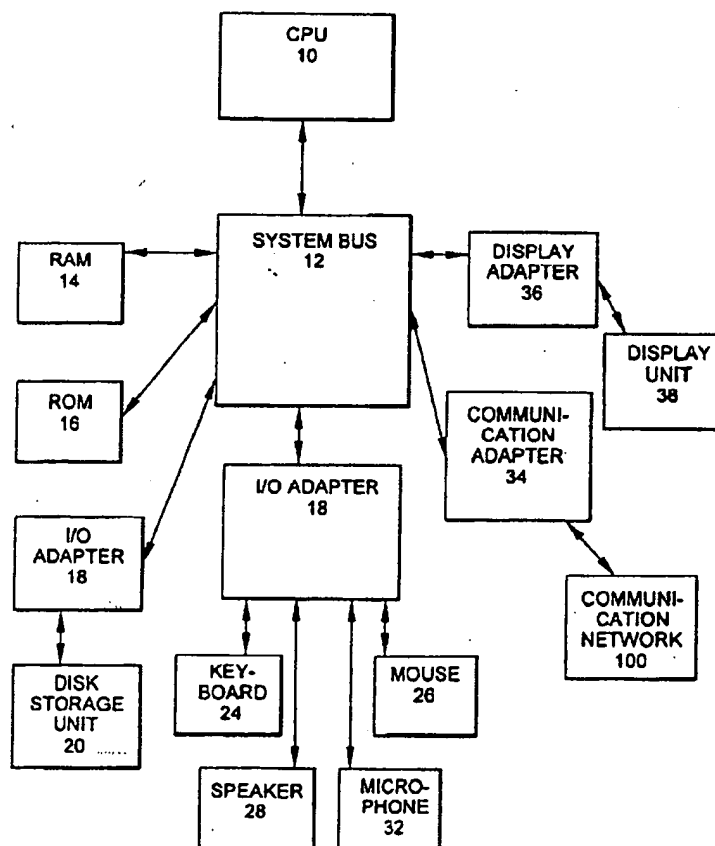 CPU
10
SYSTEM BUS
12
RAM
14
DISPLAY
ADAPTER
36
DISPLAY
UNIT
38
ROM
16
COMMUNI-
CATION
ADAPTER
34
I/O ADAPTER
18
I/O
ADAPTER
18
COMMUNI-
CATION
NETWORK
100
DISK
STORAGE
UNIT
20
KEY-
BOARD
24
MOUSE
26
SPEAKER
28
MICRO-
PHONE
32